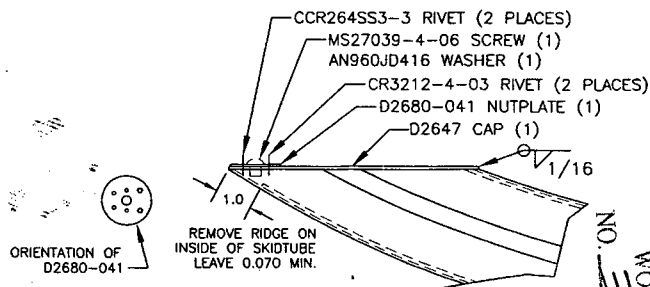 CCR264SS3-3 RIVET (2 PLACES)
MS27039-4-06 SCREW (1)
AN960JD416 WASHER (1)
CR3212-4-03 RIVET (2 PLACES)
D2680-041 NUTPLATE (1)
D2647 CAP (1)
1/16
1.0
REMOVE RIDGE ON
INSIDE OF SKIDTUBE
LEAVE 0.070 MIN.
ORIENTATION OF
D2680-041
NO.